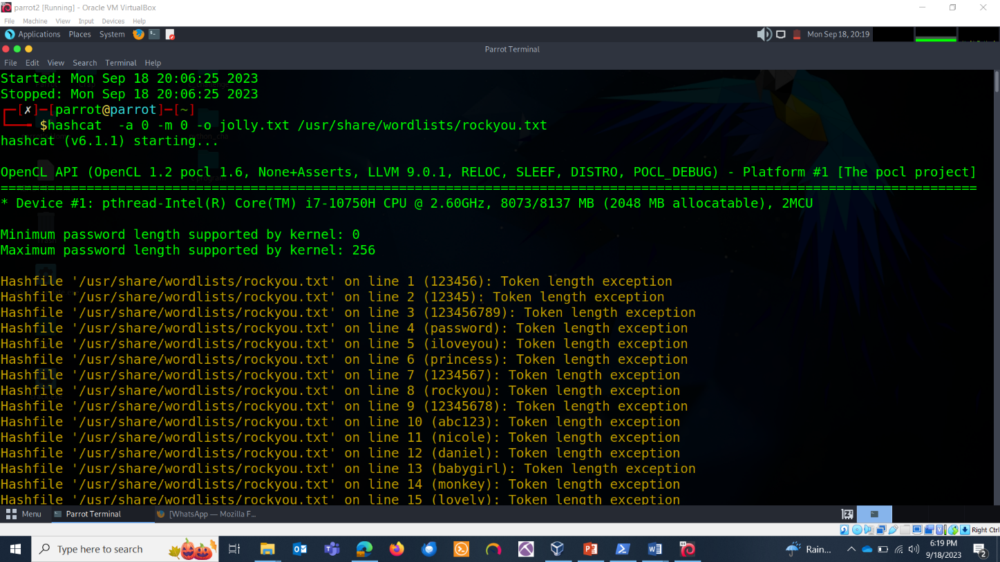 parrot2 [Running] - Oracle VM VirtualBox
File Machine View Input Devices Help
Applications Places System
Mon Sep 18, 20:19
Parrot Terminal
File Edit View Search Terminal Help
Started: Mon Sep 18 20:06:25 2023
Stopped: Mon Sep 18 20:06:25 2023
┌─[✗]─[parrot@parrot]─[~]
└──╼ $hashcat  -a 0 -m 0 -o jolly.txt /usr/share/wordlists/rockyou.txt
hashcat (v6.1.1) starting...
OpenCL API (OpenCL 1.2 pocl 1.6, None+Asserts, LLVM 9.0.1, RELOC, SLEEF, DISTRO, POCL_DEBUG) - Platform #1 [The pocl project]
=============================================================================================================================
* Device #1: pthread-Intel(R) Core(TM) i7-10750H CPU @ 2.60GHz, 8073/8137 MB (2048 MB allocatable), 2MCU
Minimum password length supported by kernel: 0
Maximum password length supported by kernel: 256
Hashfile '/usr/share/wordlists/rockyou.txt' on line 1 (123456): Token length exception
Hashfile '/usr/share/wordlists/rockyou.txt' on line 2 (12345): Token length exception
Hashfile '/usr/share/wordlists/rockyou.txt' on line 3 (123456789): Token length exception
Hashfile '/usr/share/wordlists/rockyou.txt' on line 4 (password): Token length exception
Hashfile '/usr/share/wordlists/rockyou.txt' on line 5 (iloveyou): Token length exception
Hashfile '/usr/share/wordlists/rockyou.txt' on line 6 (princess): Token length exception
Hashfile '/usr/share/wordlists/rockyou.txt' on line 7 (1234567): Token length exception
Hashfile '/usr/share/wordlists/rockyou.txt' on line 8 (rockyou): Token length exception
Hashfile '/usr/share/wordlists/rockyou.txt' on line 9 (12345678): Token length exception
Hashfile '/usr/share/wordlists/rockyou.txt' on line 10 (abc123): Token length exception
Hashfile '/usr/share/wordlists/rockyou.txt' on line 11 (nicole): Token length exception
Hashfile '/usr/share/wordlists/rockyou.txt' on line 12 (daniel): Token length exception
Hashfile '/usr/share/wordlists/rockyou.txt' on line 13 (babygirl): Token length exception
Hashfile '/usr/share/wordlists/rockyou.txt' on line 14 (monkey): Token length exception
Hashfile '/usr/share/wordlists/rockyou.txt' on line 15 (lovely): Token length exception
Menu Parrot Terminal [WhatsApp — Mozilla F...
Right Ctrl
Type here to search
Rain...
6:19 PM
9/18/2023
2